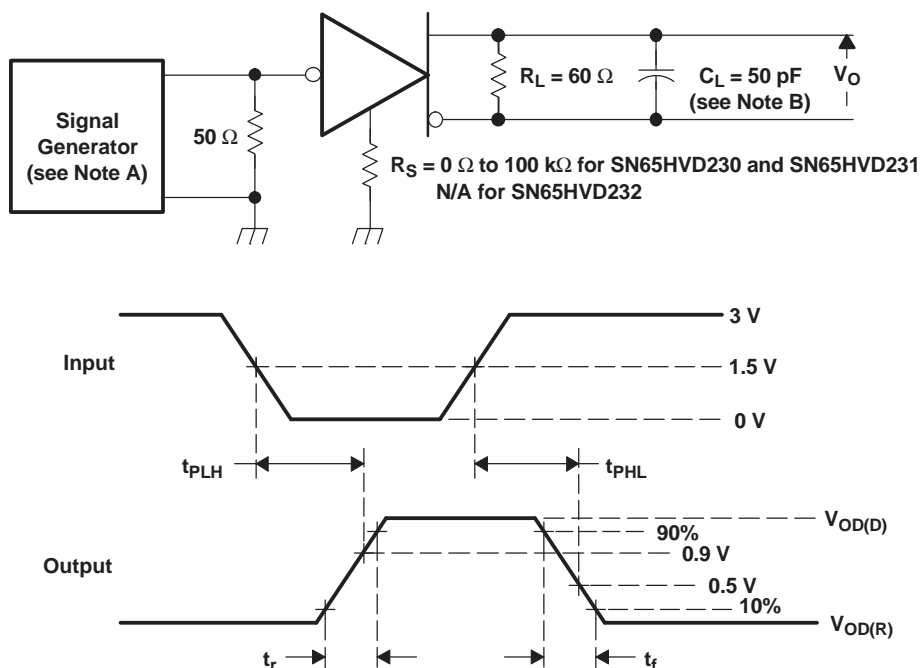 Signal
Generator
(see Note A)
50 Ω
R_L = 60 Ω
C_L = 50 pF
(see Note B)
V_O
R_S = 0 Ω to 100 kΩ for SN65HVD230 and SN65HVD231
N/A for SN65HVD232
Input
3 V
1.5 V
0 V
t_PLH
t_PHL
Output
V_OD(D)
90%
0.9 V
0.5 V
10%
V_OD(R)
t_r
t_f